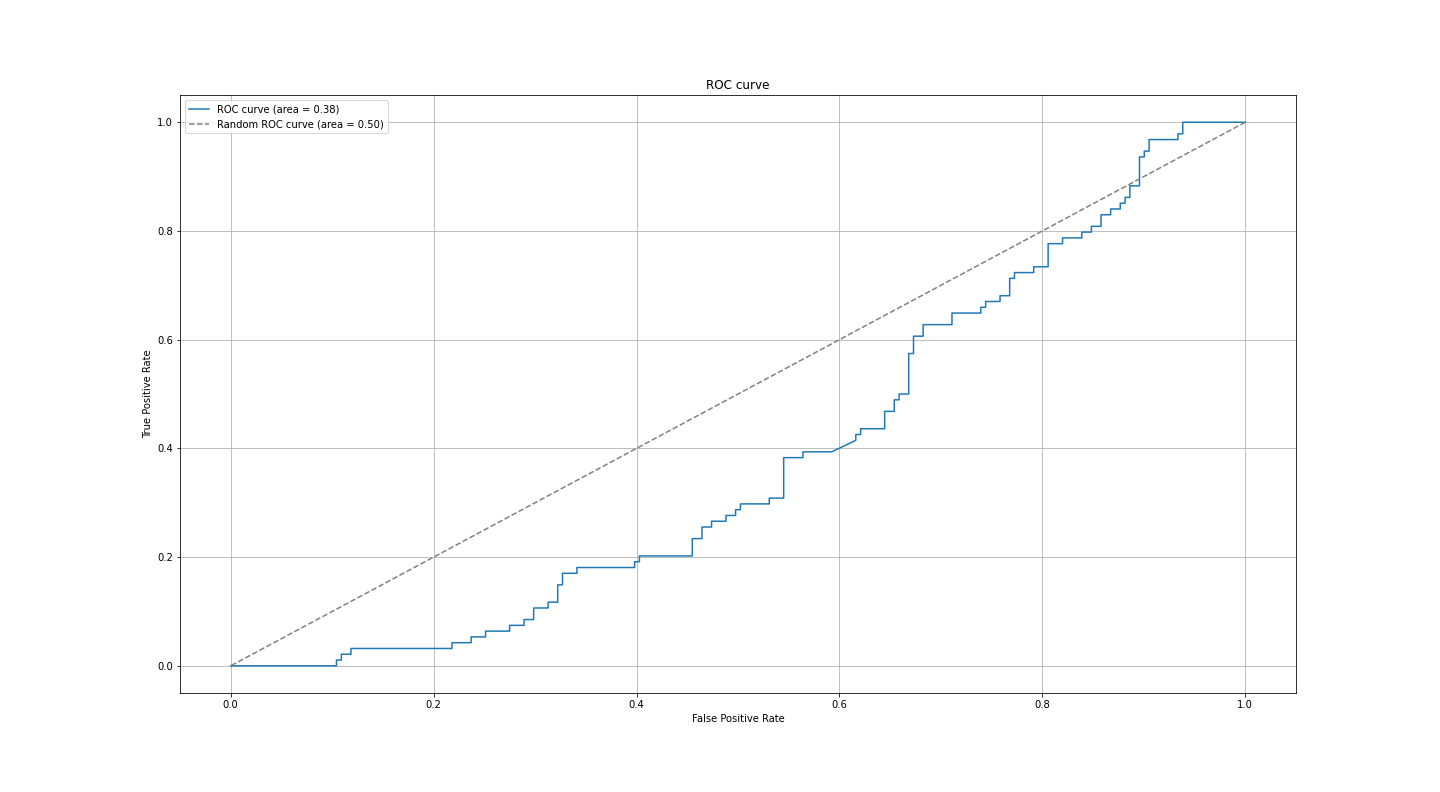 ROC curve
ROC curve (area = 0.38)
Random ROC curve (area = 0.50)
1.0
0.8
0.6
0.4
0.2
0.0
True Positive Rate
0.0 0.2 0.4 0.6 0.8 1.0
False Positive Rate